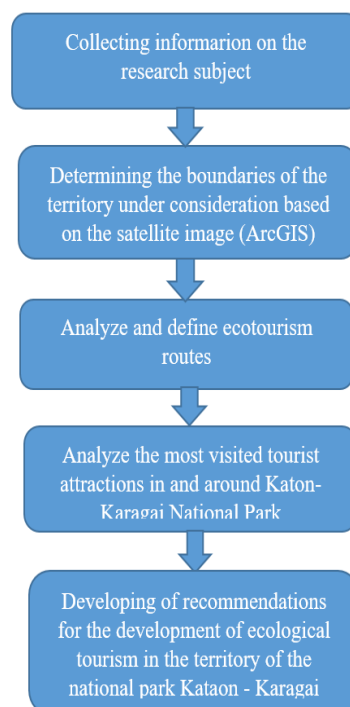 Collecting informarion on the
research subject
Determining the boundaries of the
territory under consideration based
on the satellite image (ArcGIS)
Analyze and define ecotourism
routes
Analyze the most visited tourist
attractions in and around Katon-
Karagai National Park
Developing of recommendations
for the development of ecological
tourism in the territory of the
national park Kataon - Karagai